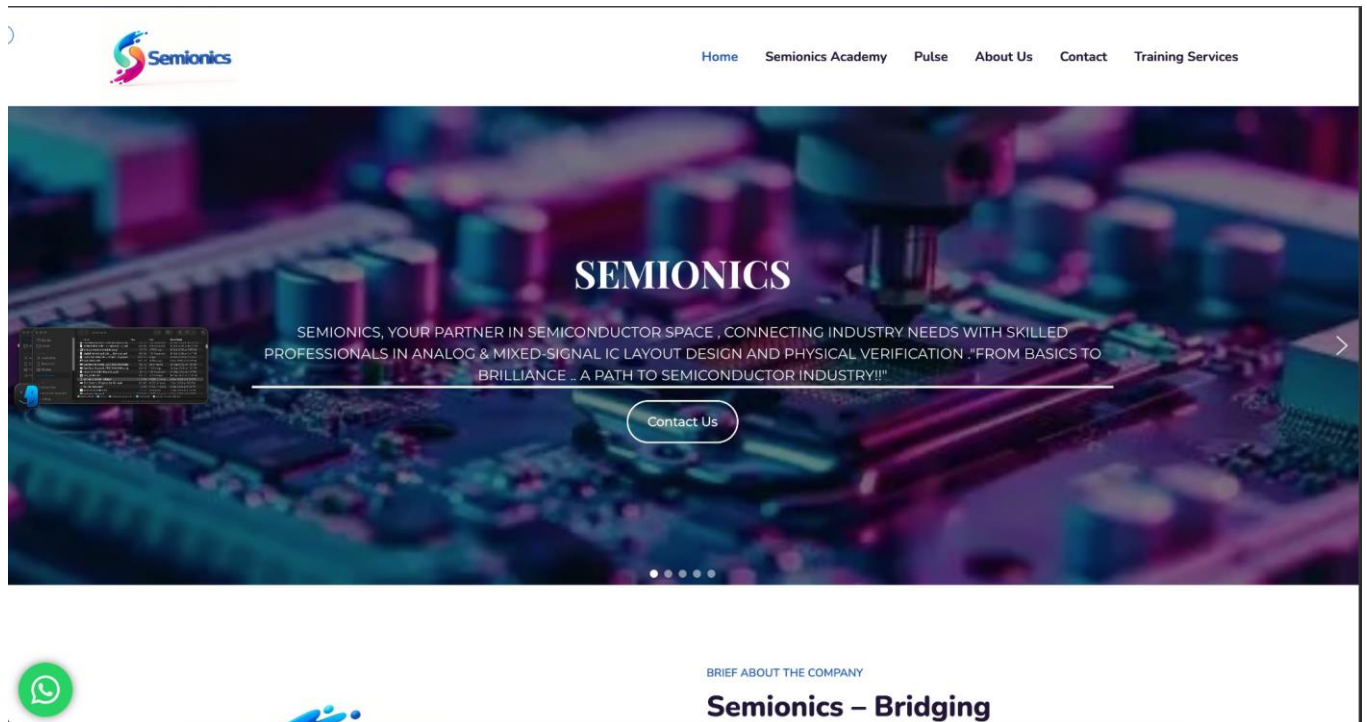 Semionics
Home Semionics Academy Pulse About Us Contact Training Services
SEMIONICS
SEMIONICS, YOUR PARTNER IN SEMICONDUCTOR SPACE , CONNECTING INDUSTRY NEEDS WITH SKILLED
PROFESSIONALS IN ANALOG & MIXED-SIGNAL IC LAYOUT DESIGN AND PHYSICAL VERIFICATION ."FROM BASICS TO
BRILLIANCE .. A PATH TO SEMICONDUCTOR INDUSTRY!!"
Contact Us
BRIEF ABOUT THE COMPANY
Semionics – Bridging